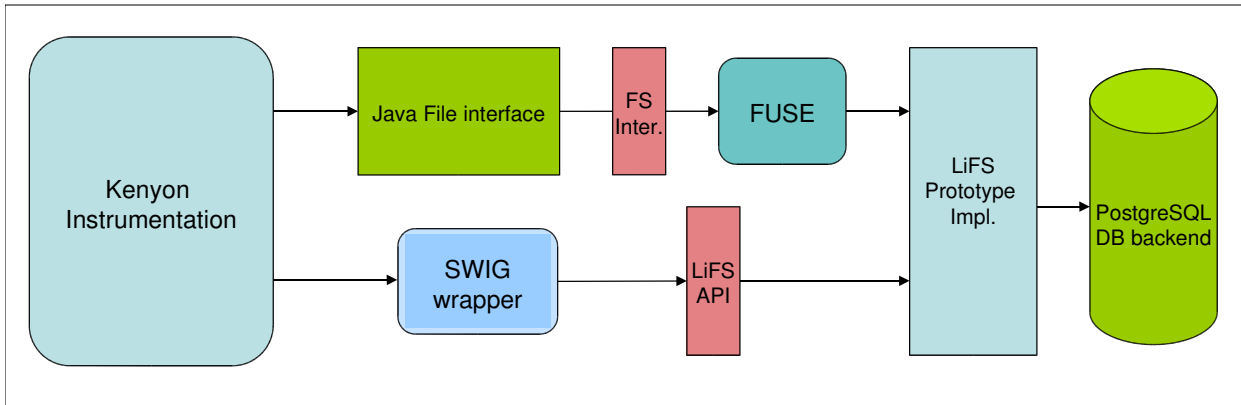 Kenyon
Instrumentation
Java File interface
FS
Inter.
FUSE
SWIG
wrapper
LiFS
API
LiFS
Prototype
Impl.
PostgreSQL
DB backend